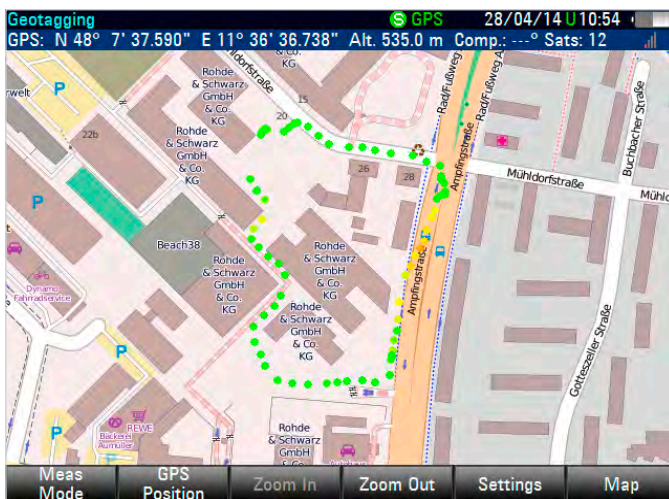 Geotagging GPS 28/04/14 U 10:54
GPS: N 48° 7' 37.590" E 11° 36' 36.738" Alt. 535.0 m Comp.: ---° Sats: 12
& Co.
KG
Mühldorfstraße
Rohde
& Schwarz
GmbH
& Co.
KG
15
20
Rad/Fußweg
Rad/Fußweg A
Buchbacher Straße
P
22b
Rohde
& Schwarz
GmbH
& Co.
KG
26
28
Ampfingstraße
Mühldorfstraße
P
Beach38
Rohde
& Schwarz
GmbH
& Co.
KG
Rohde
& Schwarz
GmbH
& Co.
KG
Ampfingstraße
Dynamo
Fahrradservice
Rohde
& Schwarz
GmbH
& Co.
KG
Gotteszeller Straße
P
P
REWE
Bäckerei
Aumüller
Rohde
& Schwarz
GmbH
Meas
Mode
GPS
Position
Zoom In
Zoom Out
Settings
Map